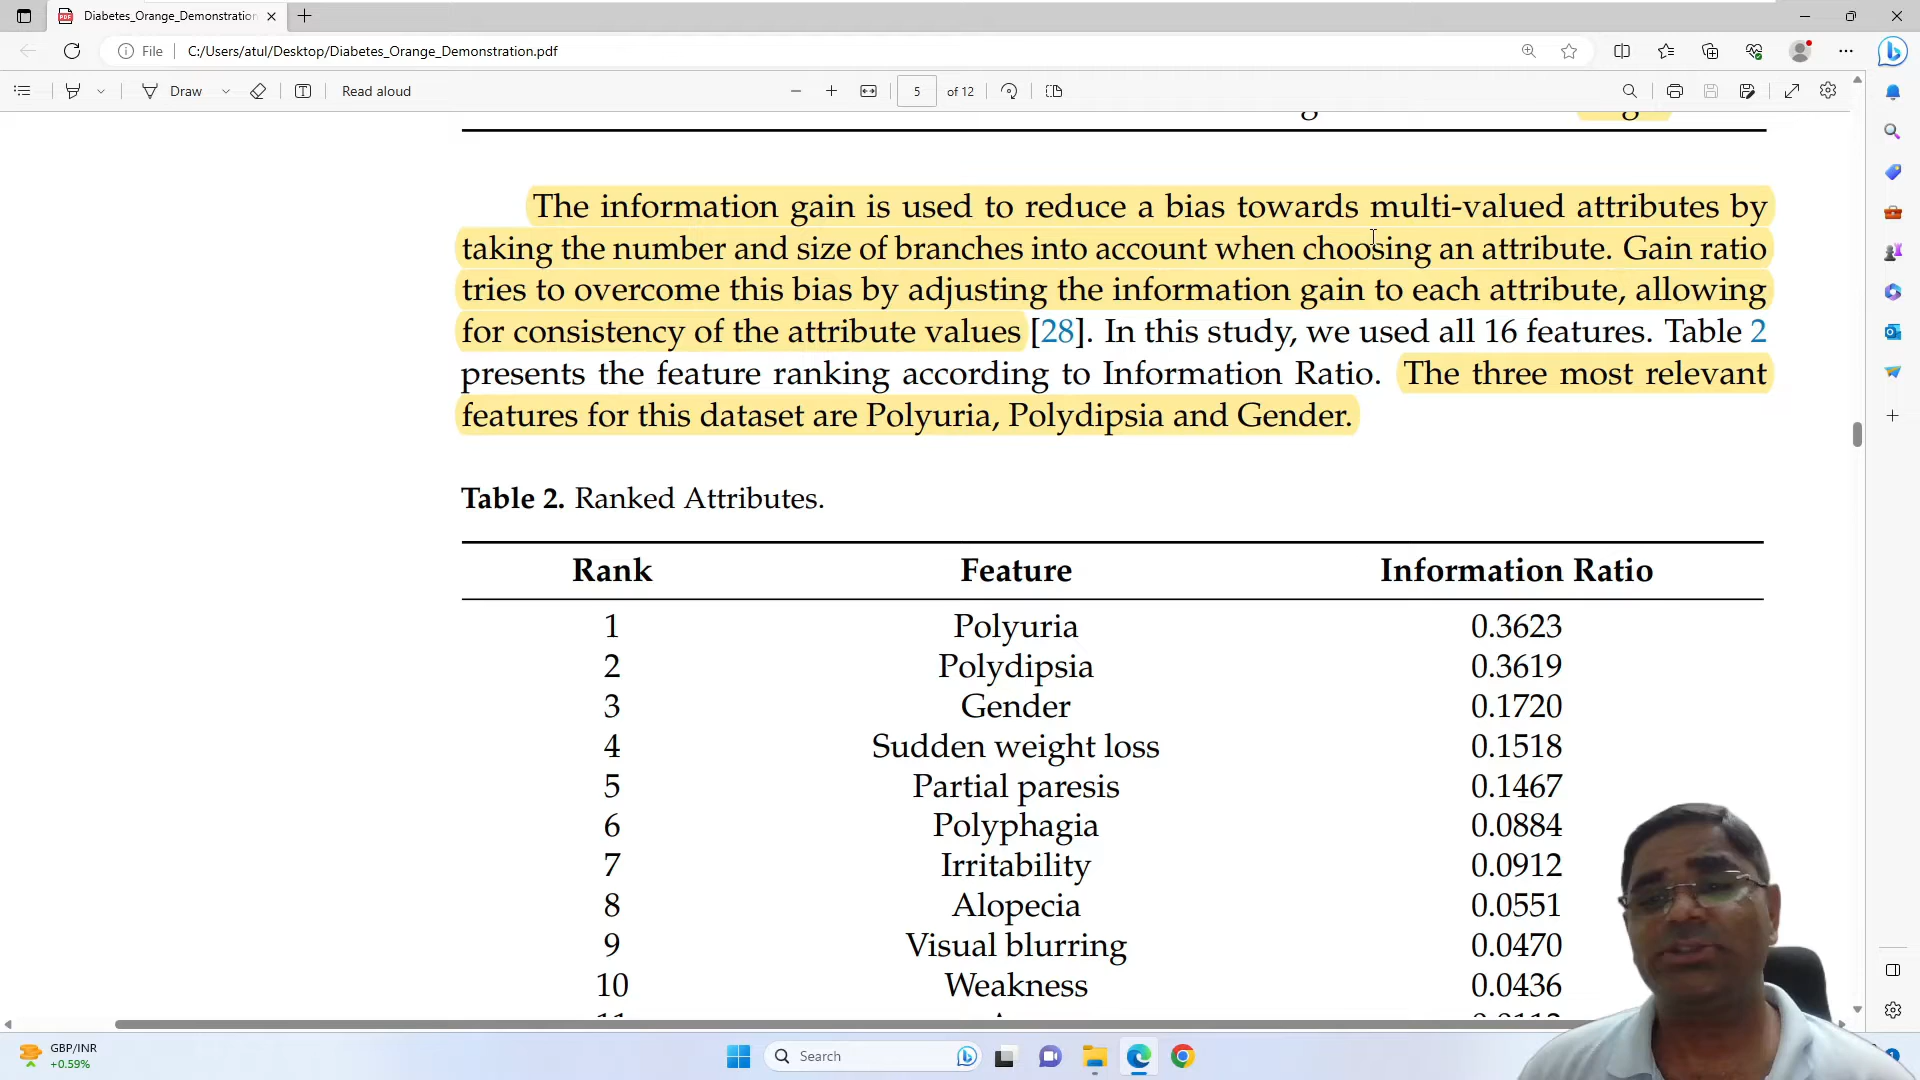 Diabetes_Orange_Demonstration
File C:/Users/atul/Desktop/Diabetes_Orange_Demonstration.pdf
Draw Read aloud 5 of 12
The information gain is used to reduce a bias towards multi-valued attributes by
taking the number and size of branches into account when choosing an attribute. Gain ratio
tries to overcome this bias by adjusting the information gain to each attribute, allowing
for consistency of the attribute values [28]. In this study, we used all 16 features. Table 2
presents the feature ranking according to Information Ratio. The three most relevant
features for this dataset are Polyuria, Polydipsia and Gender.
Table 2. Ranked Attributes.
Rank Feature Information Ratio
1 Polyuria 0.3623
2 Polydipsia 0.3619
3 Gender 0.1720
4 Sudden weight loss 0.1518
5 Partial paresis 0.1467
6 Polyphagia 0.0884
7 Irritability 0.0912
8 Alopecia 0.0551
9 Visual blurring 0.0470
10 Weakness 0.0436
GBP/INR
+0.59%
Search